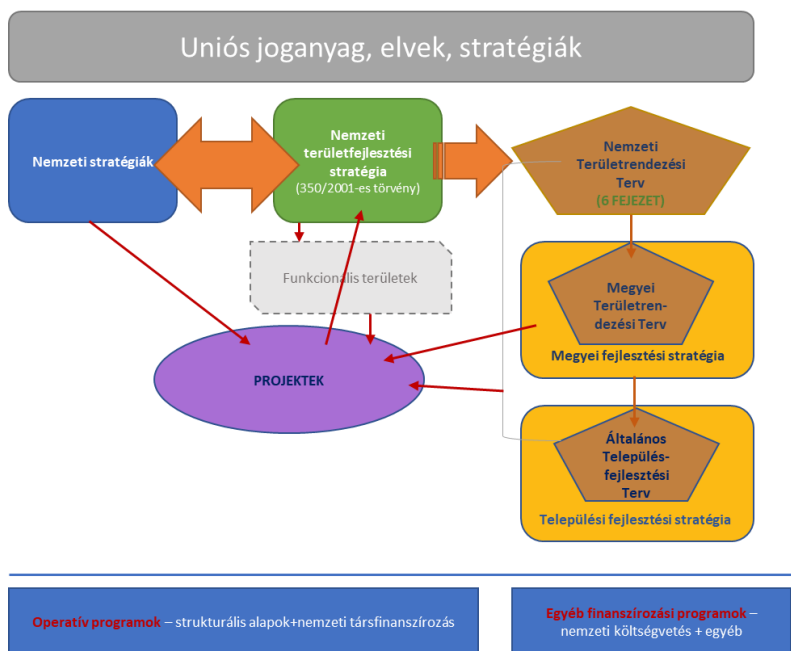 Uniós joganyag, elvek, stratégiák
Nemzeti stratégiák
Nemzeti
területfejlesztési
stratégia
(350/2001-es törvény)
Nemzeti
Területrendezési
Terv
(6 FEJEZET)
Funkcionális területek
Megyei
Területren-
dezési Terv
Megyei fejlesztési stratégia
PROJEKTEK
Általános
Település-
fejlesztési
Terv
Települési fejlesztési stratégia
Operatív programok – strukturális alapok+nemzeti társfinanszírozás
Egyéb finanszírozási programok –
nemzeti költségvetés + egyéb